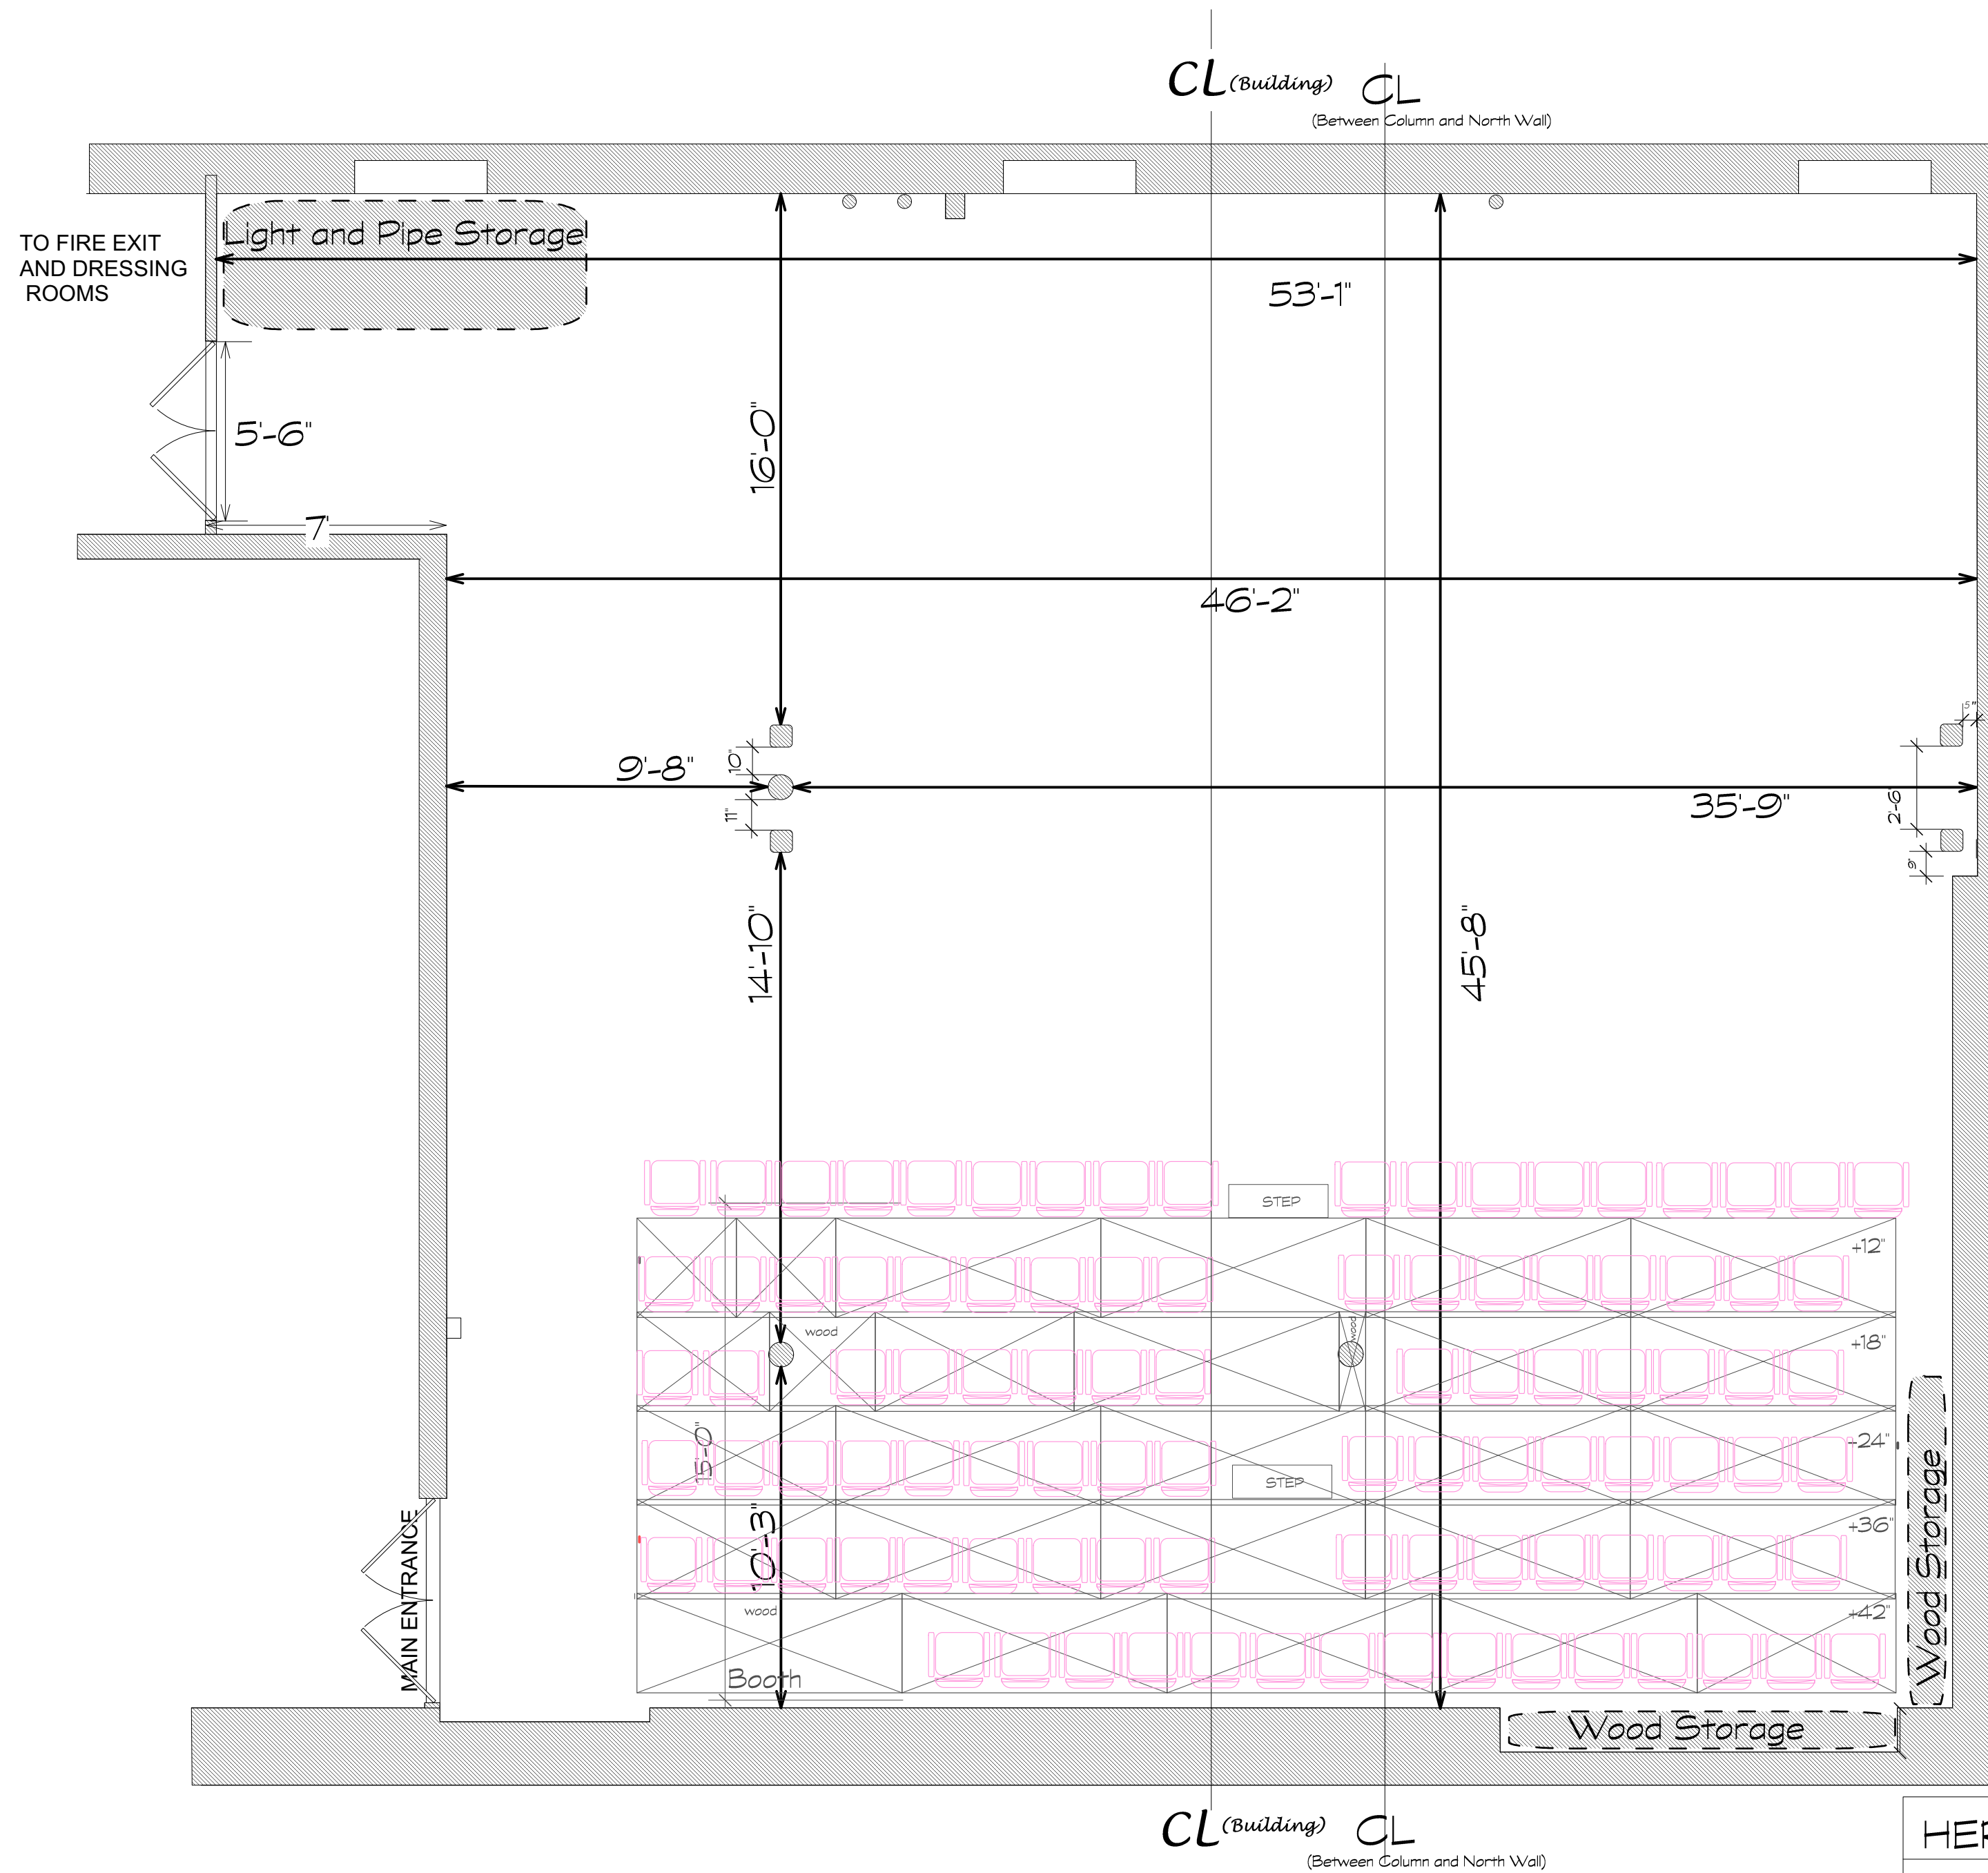 CL (Building) CL
(Between Column and North Wall)
TO FIRE EXIT
AND DRESSING
ROOMS
Light and Pipe Storage
53'-1"
16'-0"
5'-6"
7'
46'-2"
5"
10"
9'-8"
35'-9"
2'-6"
11"
9"
14'-10"
45'-8"
STEP
+12"
wood
wood
+18"
15'-0"
+24"
STEP
10'-3"
+36"
MAIN ENTRANCE
wood
+42"
Wood Storage
Booth
Wood Storage
CL (Building) CL
(Between Column and North Wall)